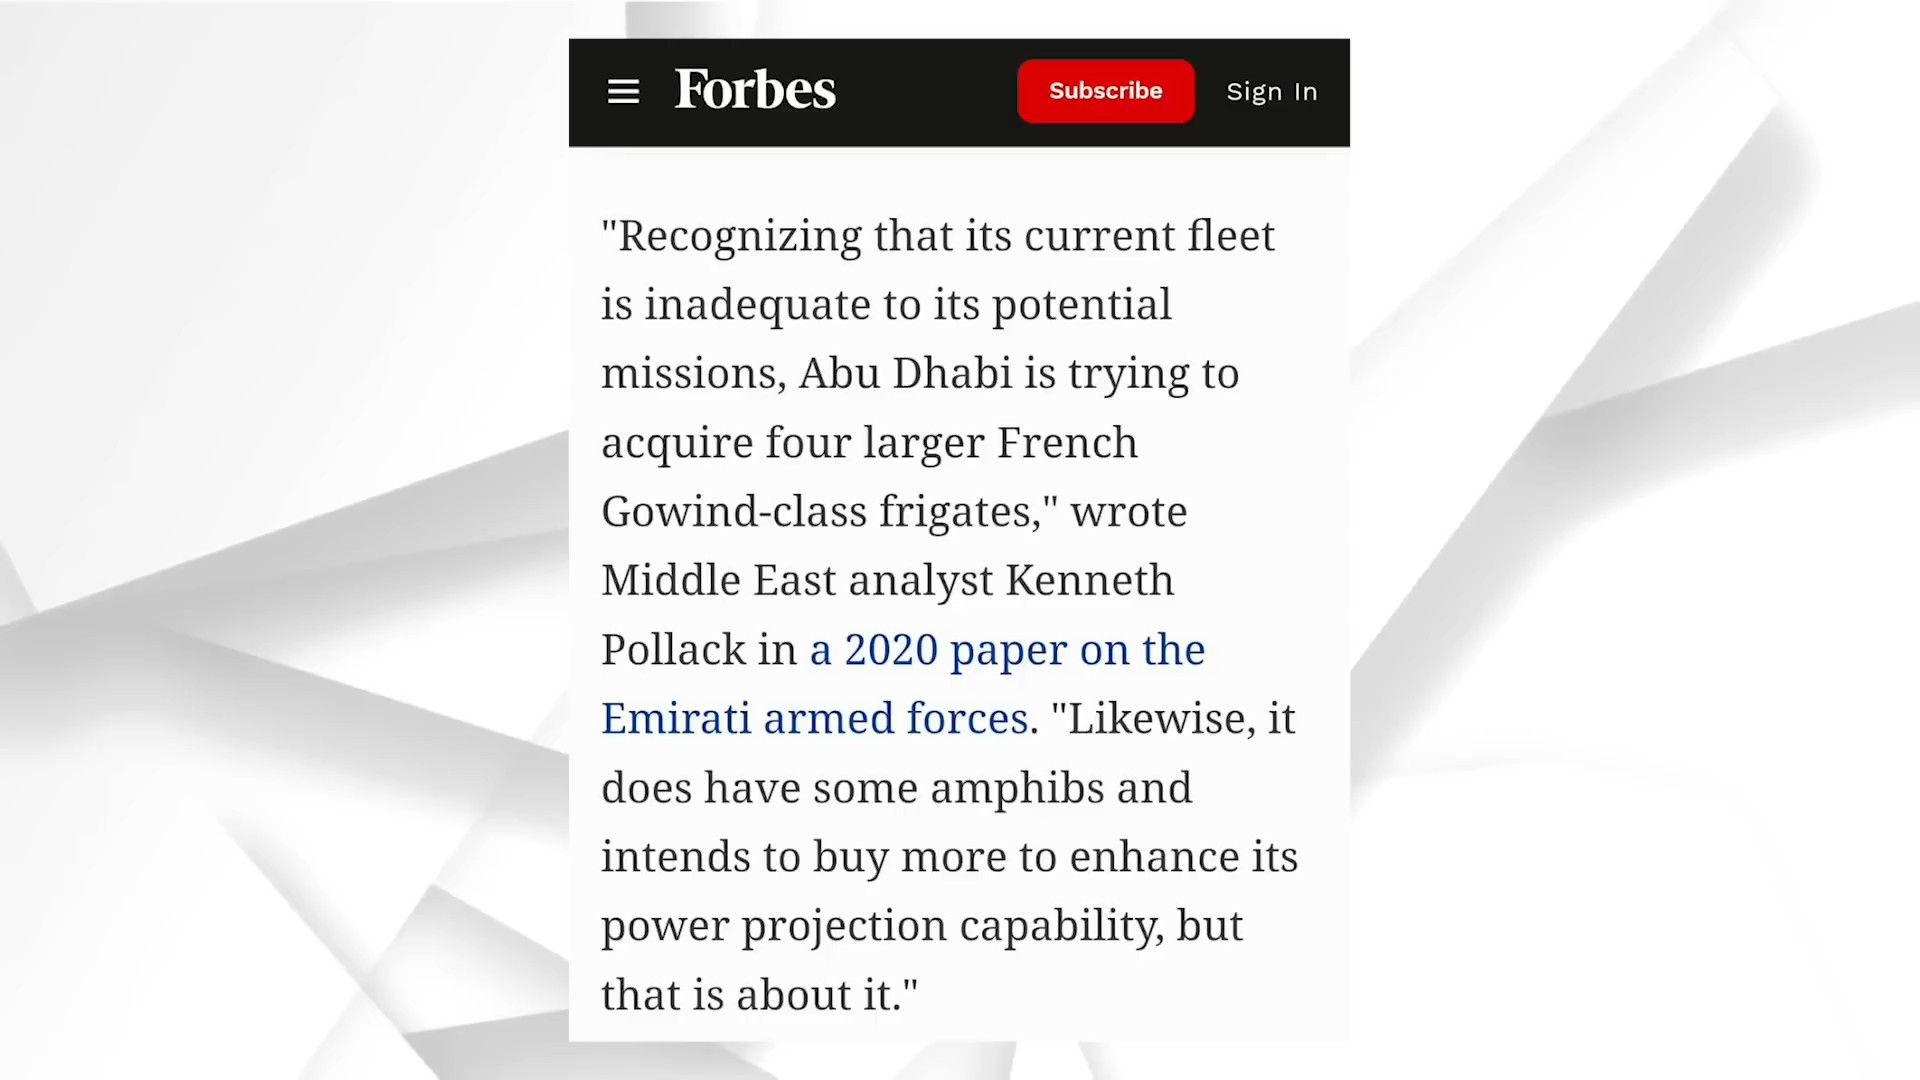 Forbes
Subscribe
Sign In
"Recognizing that its current fleet
is inadequate to its potential
missions, Abu Dhabi is trying to
acquire four larger French
Gowind-class frigates," wrote
Middle East analyst Kenneth
Pollack in a 2020 paper on the
Emirati armed forces. "Likewise, it
does have some amphibs and
intends to buy more to enhance its
power projection capability, but
that is about it."